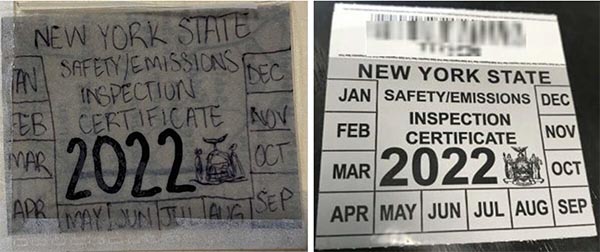 NEW YORK STATE
AN SAFETY/EMISSIONS DEC
INSPECTION
EB CERTIFICATE NOV
MAR 2022 OCT
APR MAY JUN JUL AUG SEP
NEW YORK STATE
JAN SAFETY/EMISSIONS DEC
INSPECTION
FEB CERTIFICATE NOV
MAR 2022 OCT
APR MAY JUN JUL AUG SEP